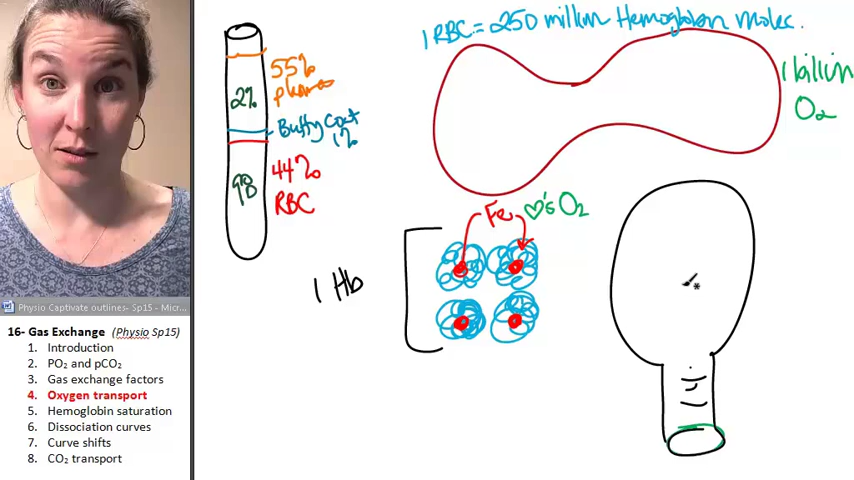 1 RBC = 250 million Hemoglobin molec.
55%
plasma
2%
Buffy Coat
1%
98
44%
RBC
1 billion
O2
Fe
♡'s O2
1 Hb
Physio Captivate outlines- Sp15 - Micr...
16- Gas Exchange (Physio Sp15)
1. Introduction
2. PO2 and pCO2
3. Gas exchange factors
4. Oxygen transport
5. Hemoglobin saturation
6. Dissociation curves
7. Curve shifts
8. CO2 transport